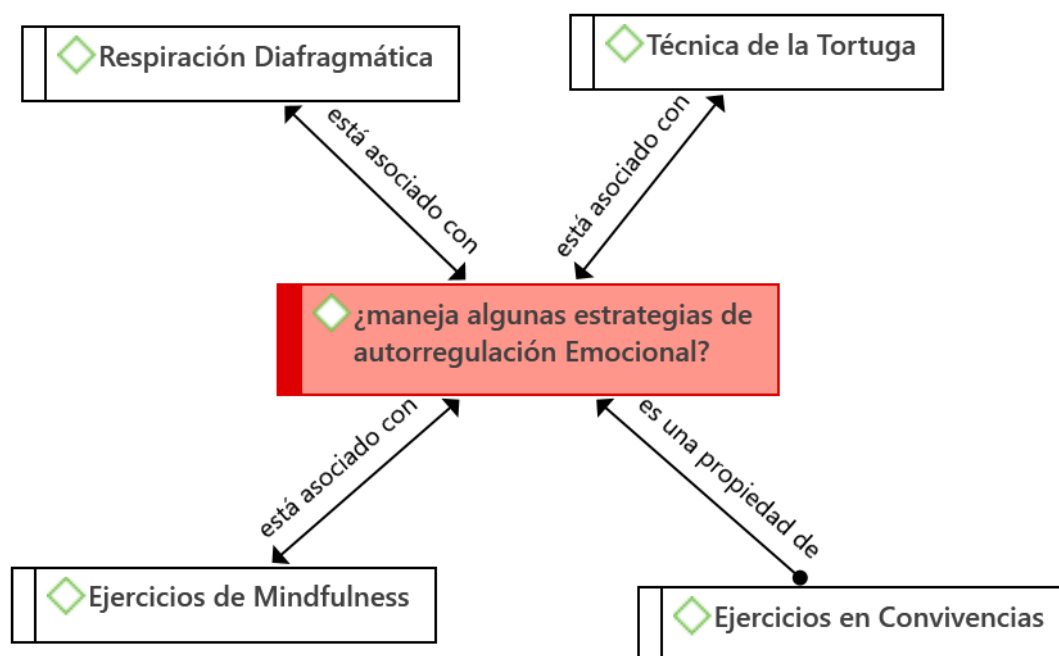 Respiración Diafragmática
Técnica de la Tortuga
está asociado con
está asociado con
¿maneja algunas estrategias de
autorregulación Emocional?
está asociado con
es una propiedad de
Ejercicios de Mindfulness
Ejercicios en Convivencias